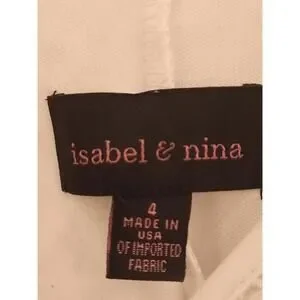 isabel & nina
4
MADE IN
USA
OF IMPORTED
FABRIC